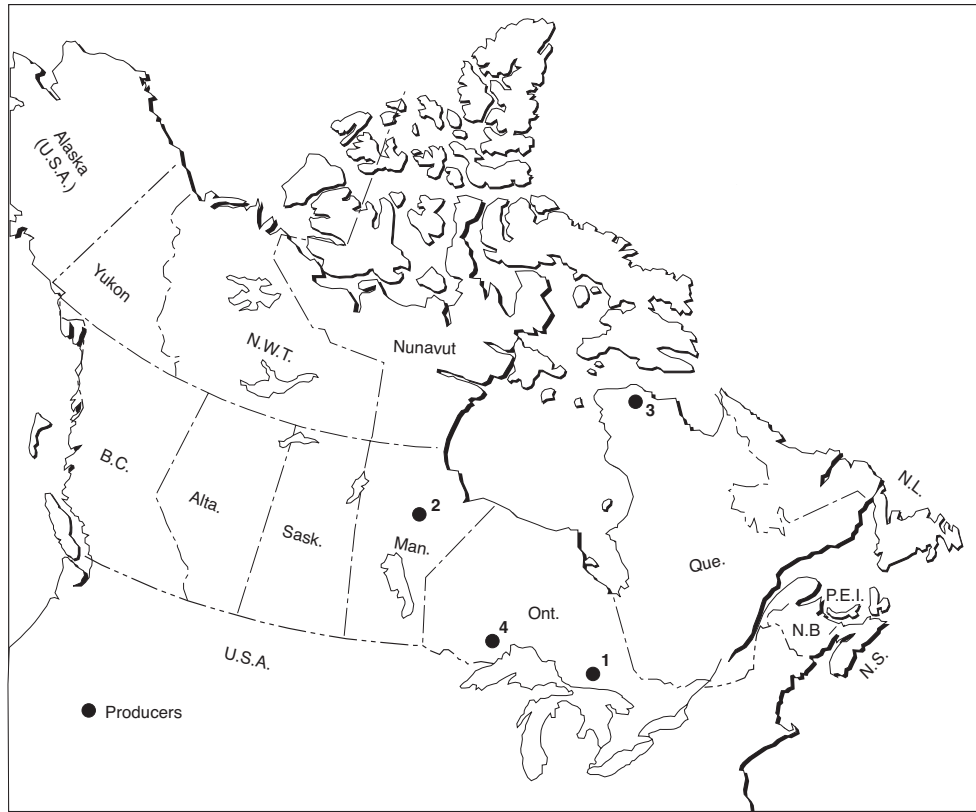 Alaska
(U.S.A.)
Yukon
N.W.T.
Nunavut
3
B.C.
Alta.
Sask.
2
Man.
N.L.
Que.
P.E.I.
N.B
N.S.
Ont.
4
1
U.S.A.
Producers